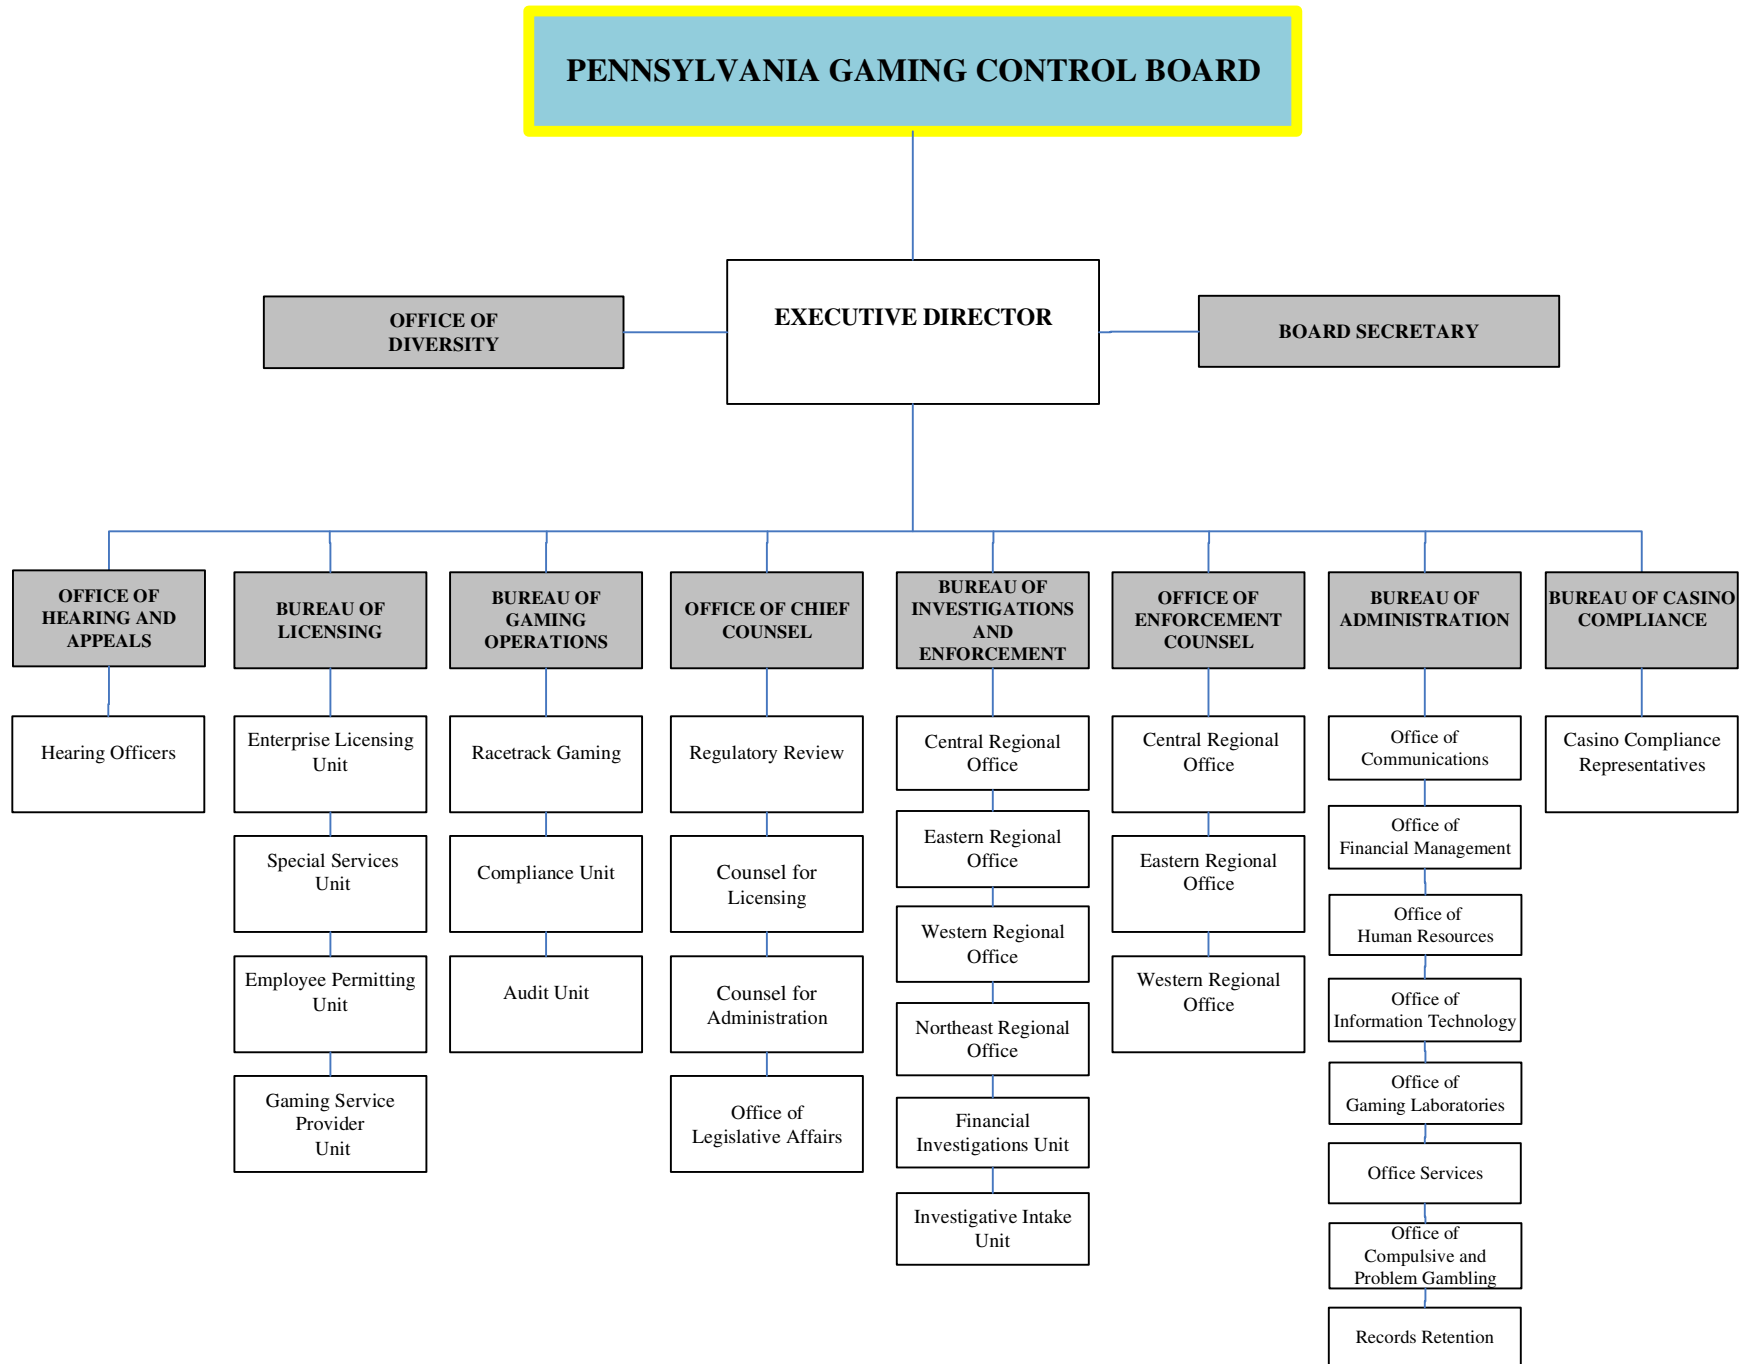 PENNSYLVANIA GAMING CONTROL BOARD
EXECUTIVE DIRECTOR
OFFICE OF
DIVERSITY
BOARD SECRETARY
OFFICE OF
HEARING AND
APPEALS
Hearing Officers
BUREAU OF
LICENSING
Enterprise Licensing
Unit
Special Services
Unit
Employee Permitting
Unit
Gaming Service
Provider
Unit
BUREAU OF
GAMING
OPERATIONS
Racetrack Gaming
Compliance Unit
Audit Unit
OFFICE OF CHIEF
COUNSEL
Regulatory Review
Counsel for
Licensing
Counsel for
Administration
Office of
Legislative Affairs
BUREAU OF
INVESTIGATIONS
AND
ENFORCEMENT
Central Regional
Office
Eastern Regional
Office
Western Regional
Office
Northeast Regional
Office
Financial
Investigations Unit
Investigative Intake
Unit
OFFICE OF
ENFORCEMENT
COUNSEL
Central Regional
Office
Eastern Regional
Office
Western Regional
Office
BUREAU OF
ADMINISTRATION
Office of
Communications
Office of
Financial Management
Office of
Human Resources
Office of
Information Technology
Office of
Gaming Laboratories
Office Services
Office of
Compulsive and
Problem Gambling
Records Retention
BUREAU OF CASINO
COMPLIANCE
Casino Compliance
Representatives